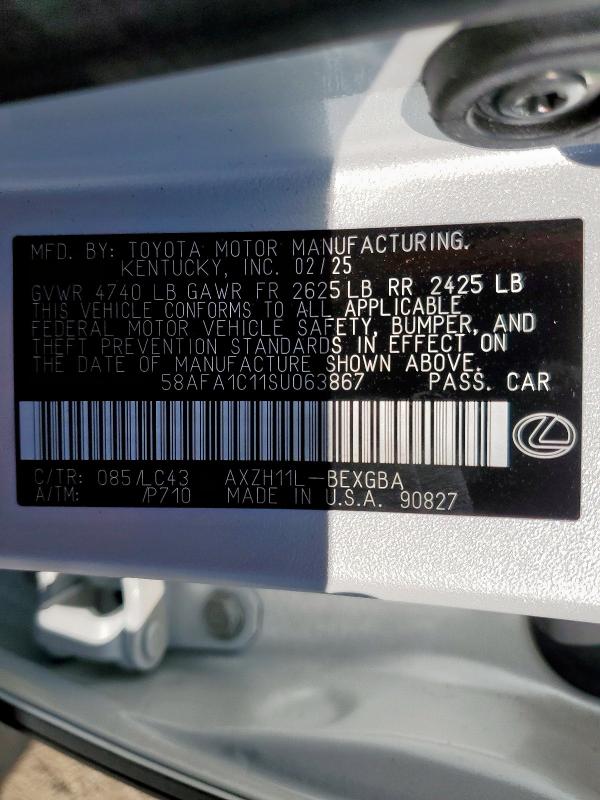 MFD. BY: TOYOTA MOTOR MANUFACTURING.
KENTUCKY, INC. 02/25
GVWR 4740 LB GAWR FR 2625 LB RR 2425 LB
THIS VEHICLE CONFORMS TO ALL APPLICABLE
FEDERAL MOTOR VEHICLE SAFETY, BUMPER, AND
THEFT PREVENTION STANDARDS IN EFFECT ON
THE DATE OF MANUFACTURE SHOWN ABOVE.
58AFA1C11SU063867 PASS. CAR
C/TR: 085/LC43 AXZH11L-BEXGBA
A/TM: /P710 MADE IN U.S.A. 90827